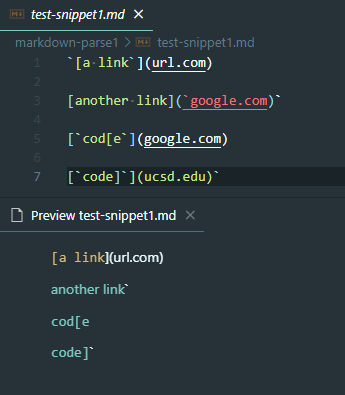 test-snippet1.md ×
markdown-parse1 > test-snippet1.md
1 `[a link`](url.com)
2
3 [another link](`google.com)`
4
5 [`cod[e`](google.com)
6
7 [`code]`](ucsd.edu)`
Preview test-snippet1.md ×
[a link](url.com)
another link`
cod[e
code]`